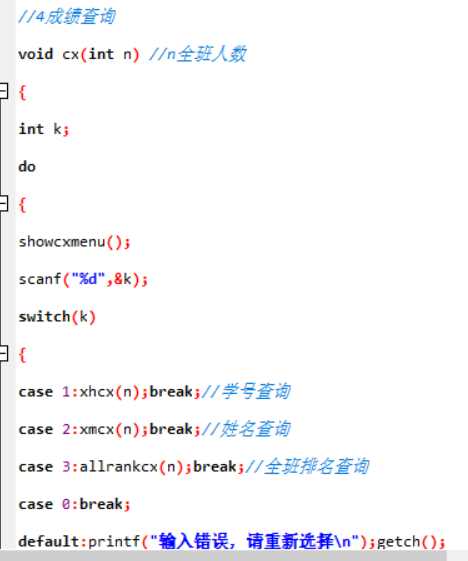 //4成绩查询
void cx(int n) //n全班人数
{
int k;
do
{
showcxmenu();
scanf("%d",&k);
switch(k)
{
case 1:xhcx(n);break;//学号查询
case 2:xmcx(n);break;//姓名查询
case 3:allrankcx(n);break;//全班排名查询
case 0:break;
default:printf("输入错误，请重新选择\n");getch();